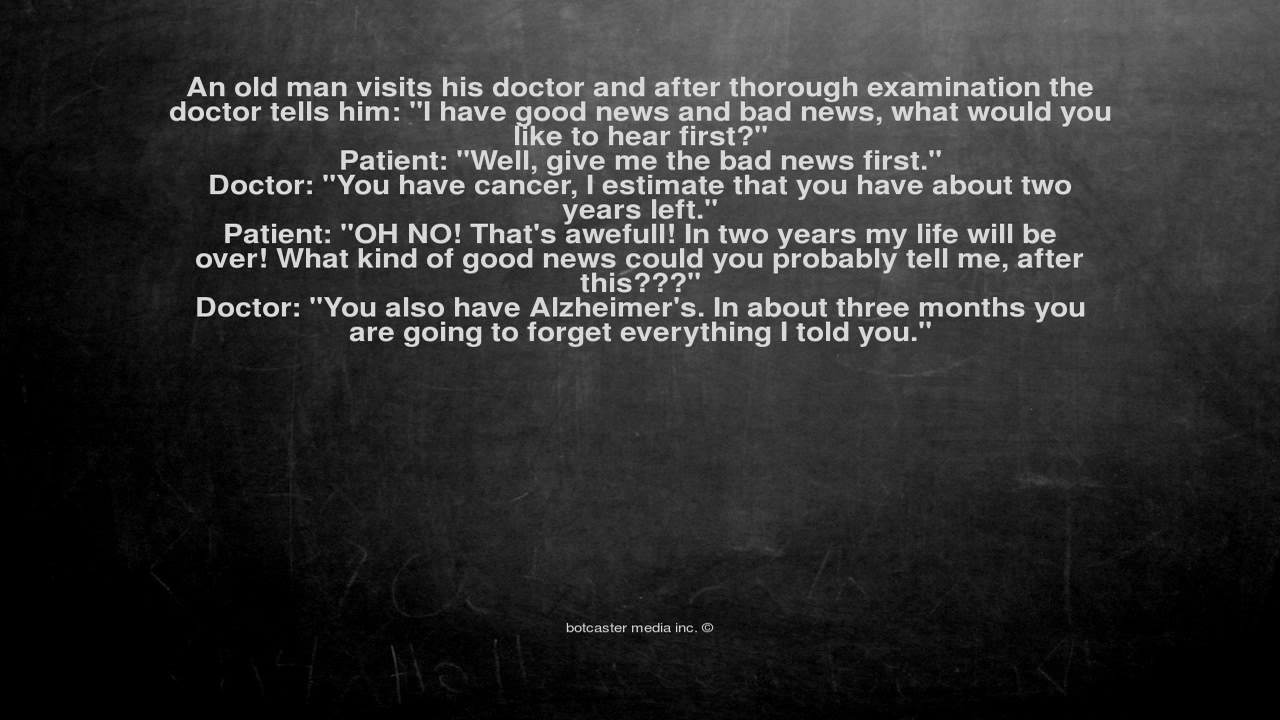 An old man visits his doctor and after thorough examination the
doctor tells him: "I have good news and bad news, what would you
like to hear first?"
Patient: "Well, give me the bad news first."
Doctor: "You have cancer, I estimate that you have about two
years left."
Patient: "OH NO! That's awefull! In two years my life will be
over! What kind of good news could you probably tell me, after
this???"
Doctor: "You also have Alzheimer's. In about three months you
are going to forget everything I told you."
botcaster media inc. ©